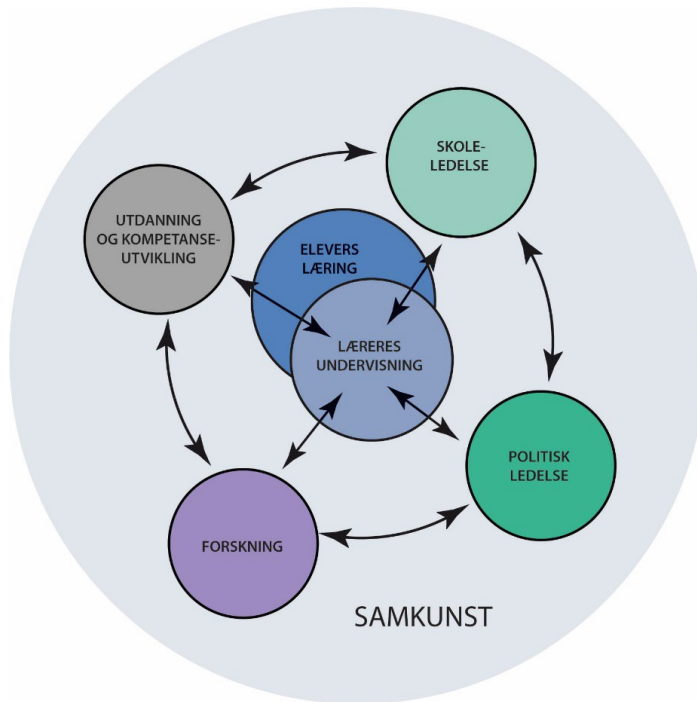 SKOLE-
LEDELSE
UTDANNING
OG KOMPETANSE-
UTVIKLING
ELEVERS
LÆRING
LÆRERES
UNDERVISNING
POLITISK
LEDELSE
FORSKNING
SAMKUNST